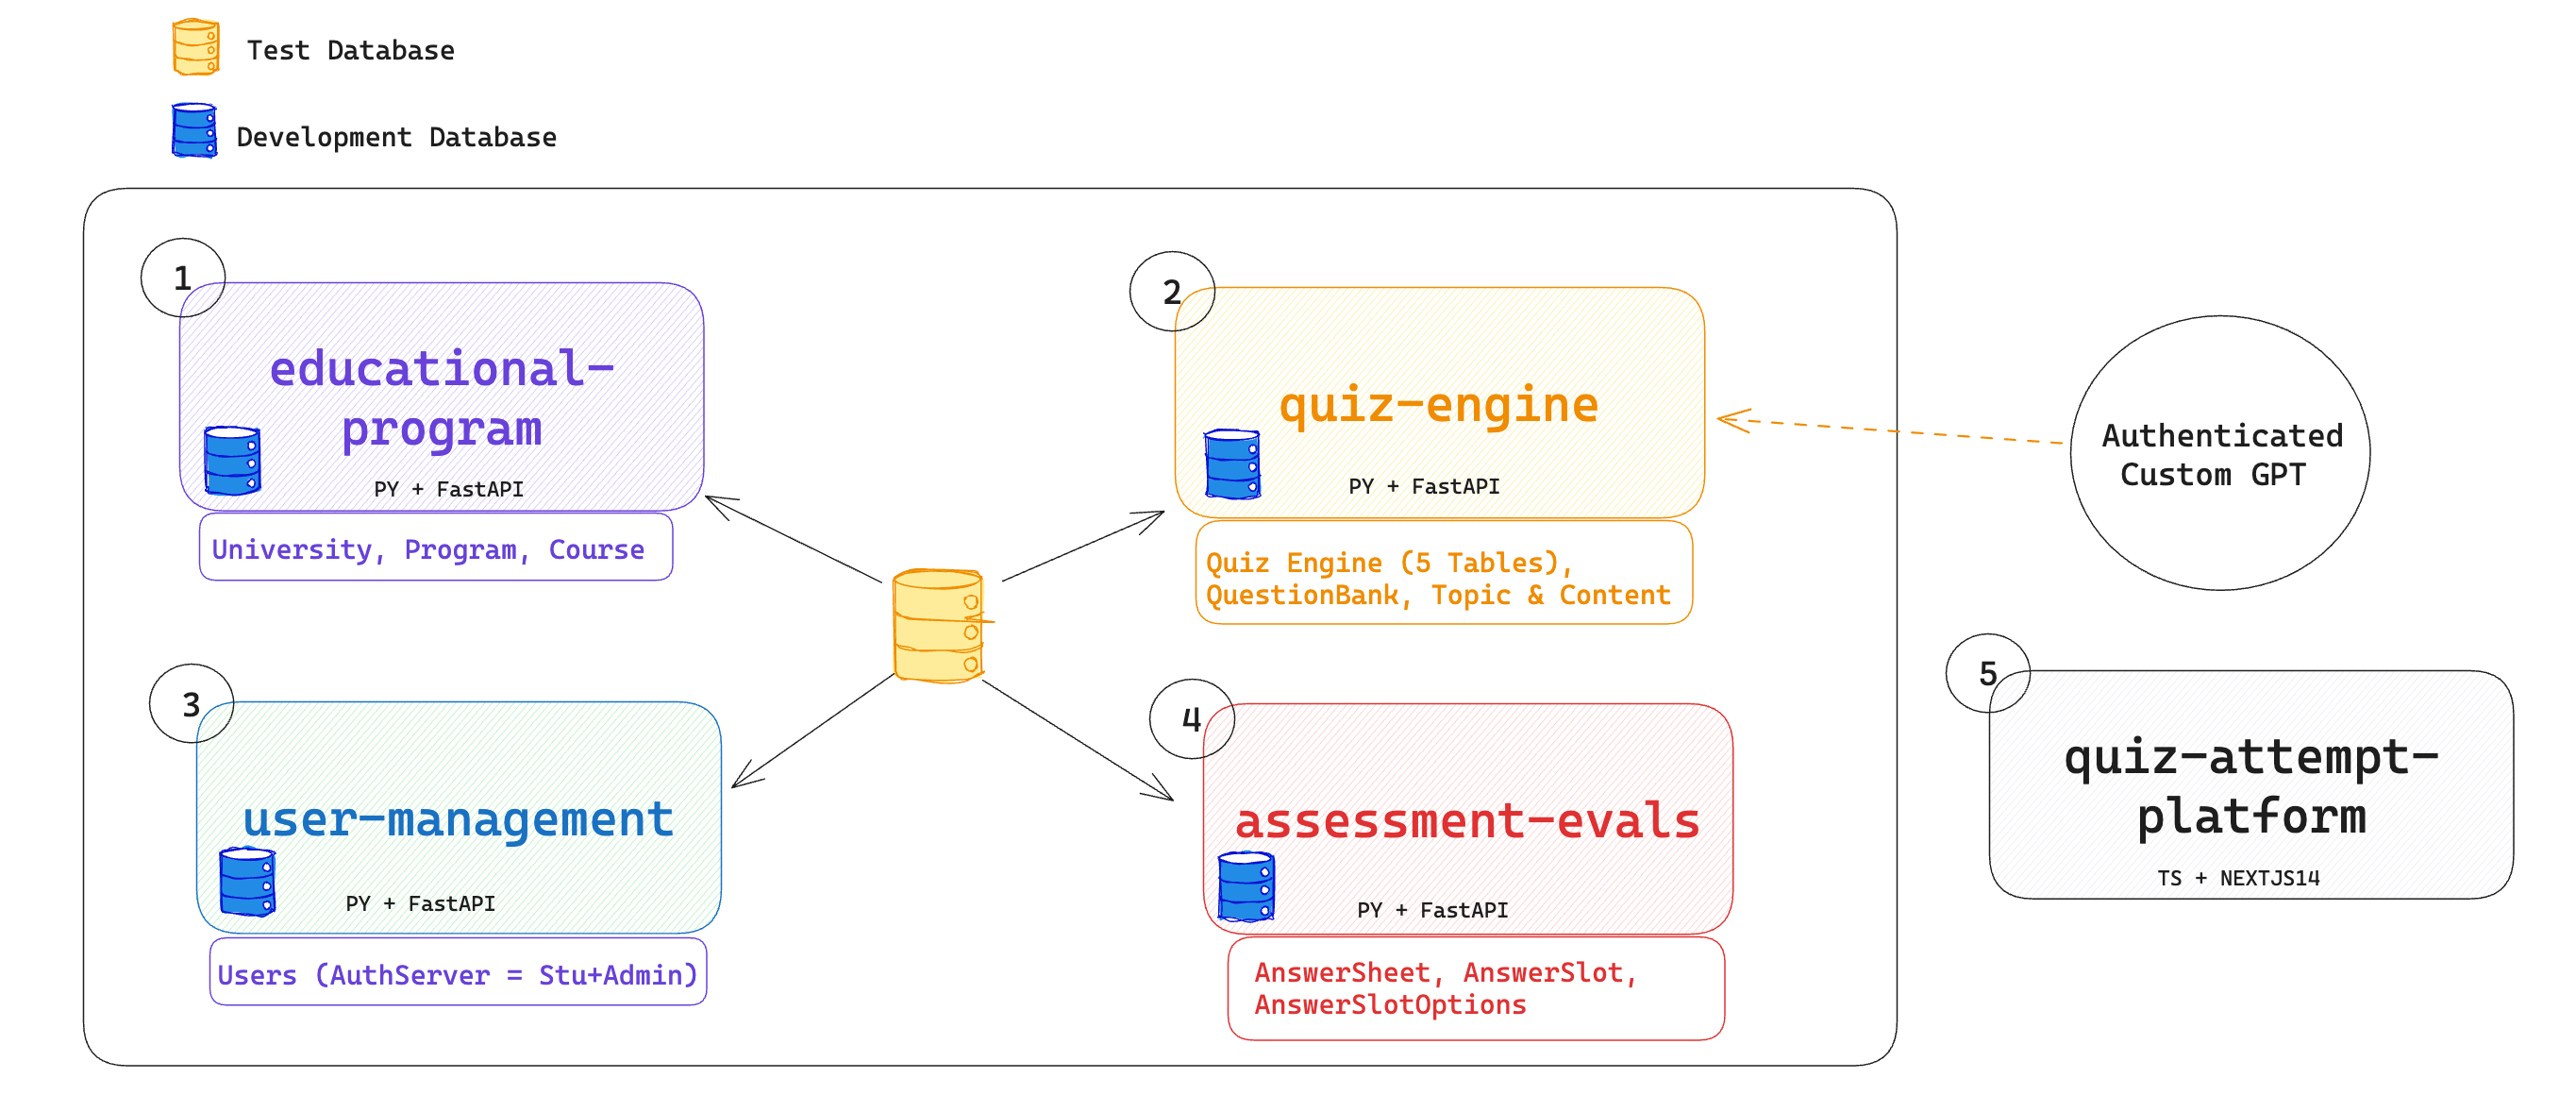 Test Database
Development Database
1
educational-
program
PY + FastAPI
University, Program, Course
2
quiz-engine
PY + FastAPI
Quiz Engine (5 Tables),
QuestionBank, Topic & Content
Authenticated
Custom GPT
3
user-management
PY + FastAPI
Users (AuthServer = Stu+Admin)
4
assessment-evals
PY + FastAPI
AnswerSheet, AnswerSlot,
AnswerSlotOptions
5
quiz-attempt-
platform
TS + NEXTJS14